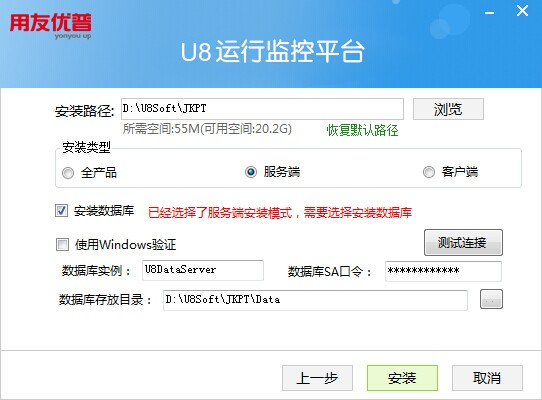 用友优普
yonyou up
U8 运行监控平台
安装路径: D:\U8Soft\JKPT 浏览
所需空间:55M(可用空间:20.2G) 恢复默认路径
安装类型
全产品 服务端 客户端
安装数据库 已经选择了服务端安装模式，需要选择安装数据库
使用Windows验证 测试连接
数据库实例： U8DataServer 数据库SA口令： ************
数据库存放目录： D:\U8Soft\JKPT\Data ...
上一步 安装 取消